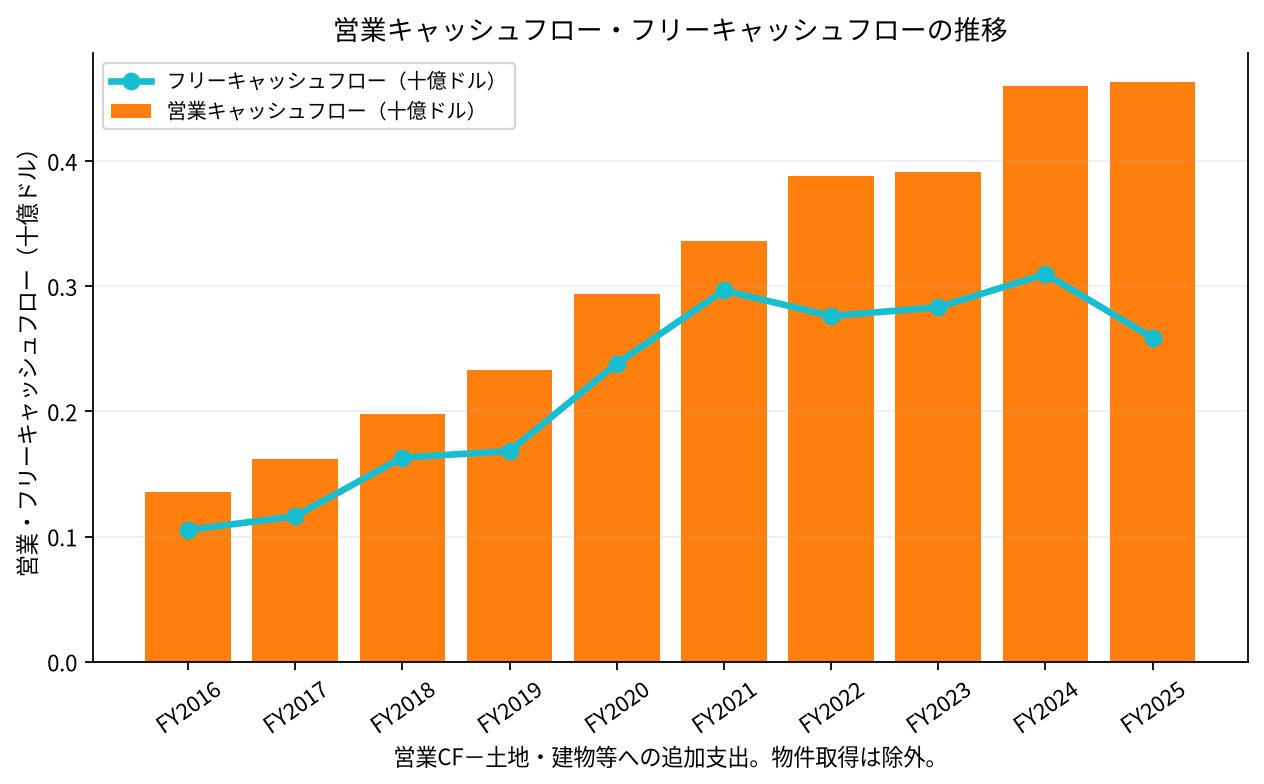 営業キャッシュフロー・フリーキャッシュフローの推移
フリーキャッシュフロー（十億ドル）
営業キャッシュフロー（十億ドル）
営業・フリーキャッシュフロー（十億ドル）
0.4
0.3
0.2
0.1
0.0
FY2016
FY2017
FY2018
FY2019
FY2020
FY2021
FY2022
FY2023
FY2024
FY2025
営業CF－土地・建物等への追加支出。物件取得は除外。